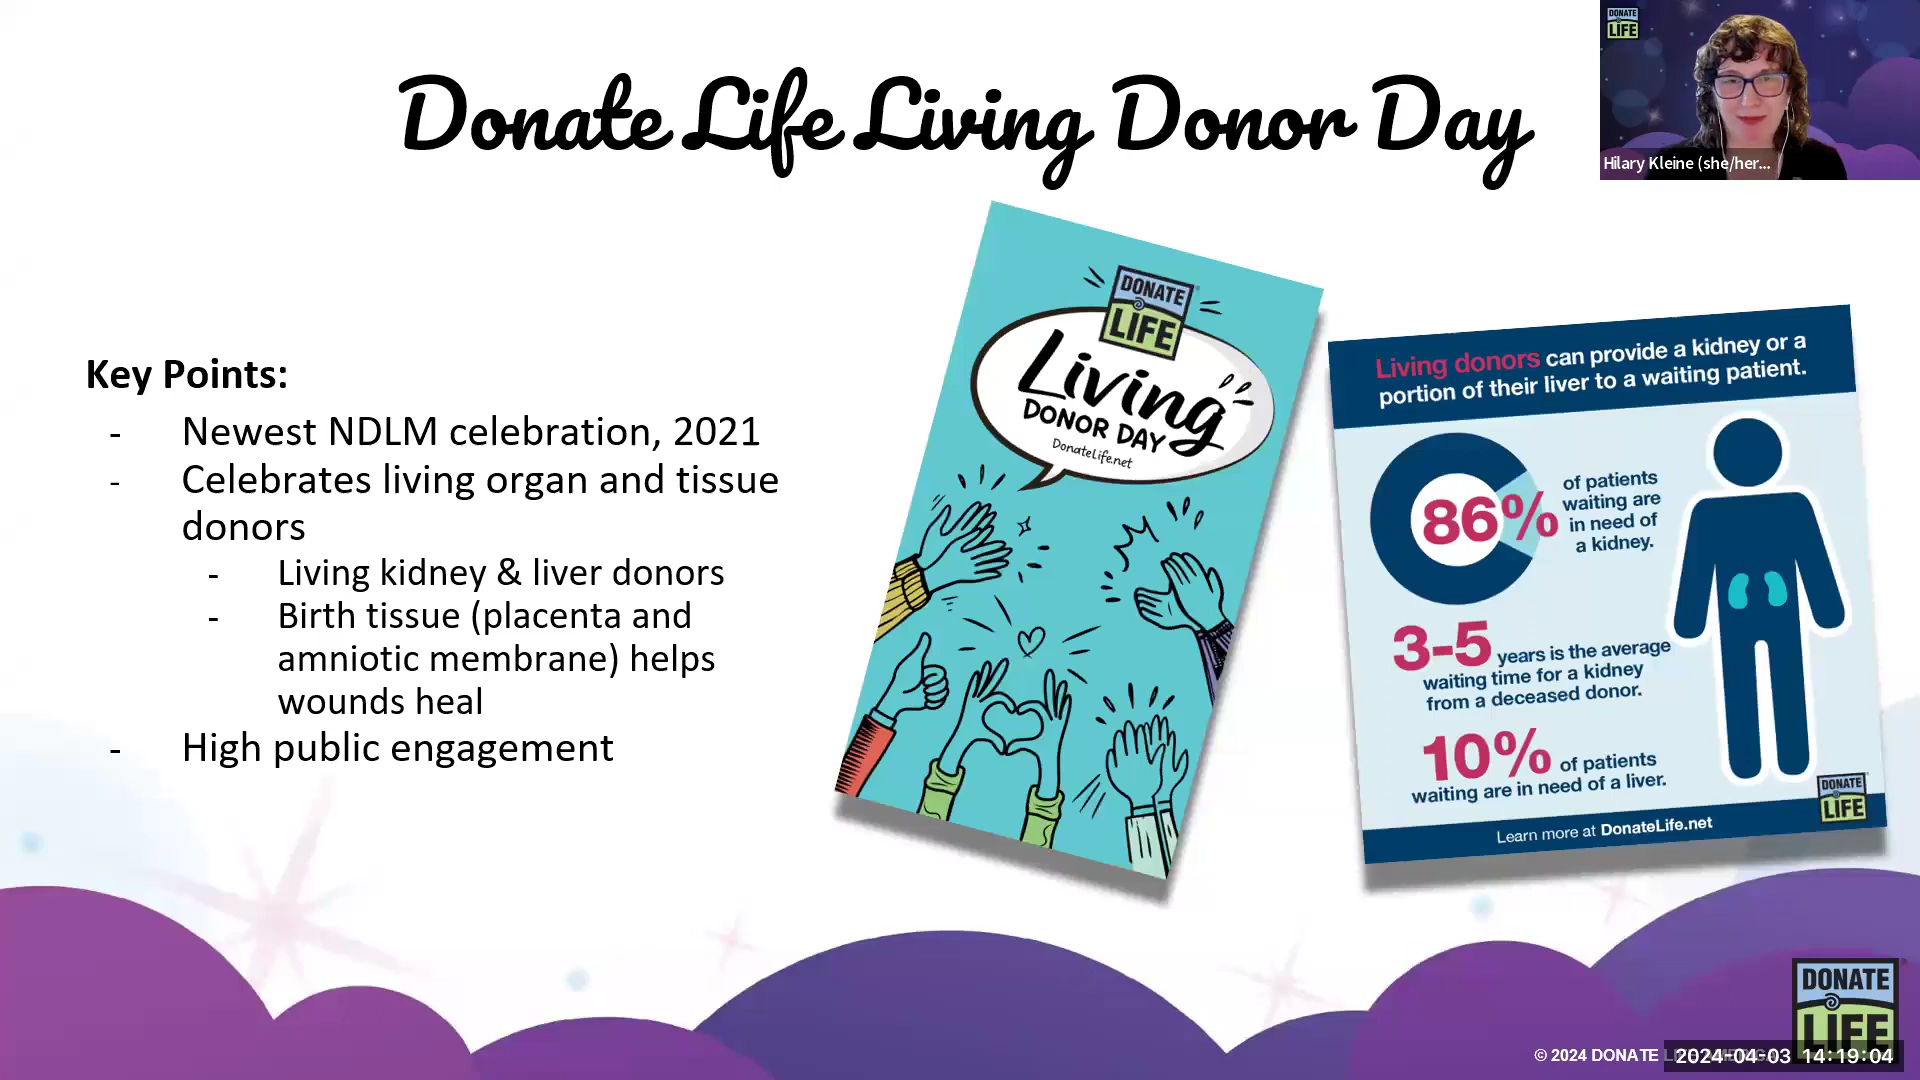 Donate Life Living Donor Day
DONATE
LIFE
Hilary Kleine (she/her...
Key Points:
- Newest NDLM celebration, 2021
- Celebrates living organ and tissue
donors
- Living kidney & liver donors
- Birth tissue (placenta and
amniotic membrane) helps
wounds heal
- High public engagement
DONATE
LIFE
Living
DONOR DAY
DonateLife.net
Living donors can provide a kidney or a
portion of their liver to a waiting patient.
86%
of patients
waiting are
in need of
a kidney.
3-5 years is the average
waiting time for a kidney
from a deceased donor.
10% of patients
waiting are in need of a liver.
DONATE
LIFE
Learn more at DonateLife.net
DONATE
LIFE
© 2024 DONATE
2024-04-03 14:19:04